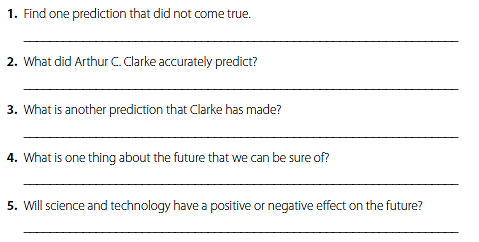 1. Find one prediction that did not come true.
2. What did Arthur C. Clarke accurately predict?
3. What is another prediction that Clarke has made?
4. What is one thing about the future that we can be sure of?
5. Will science and technology have a positive or negative effect on the future?